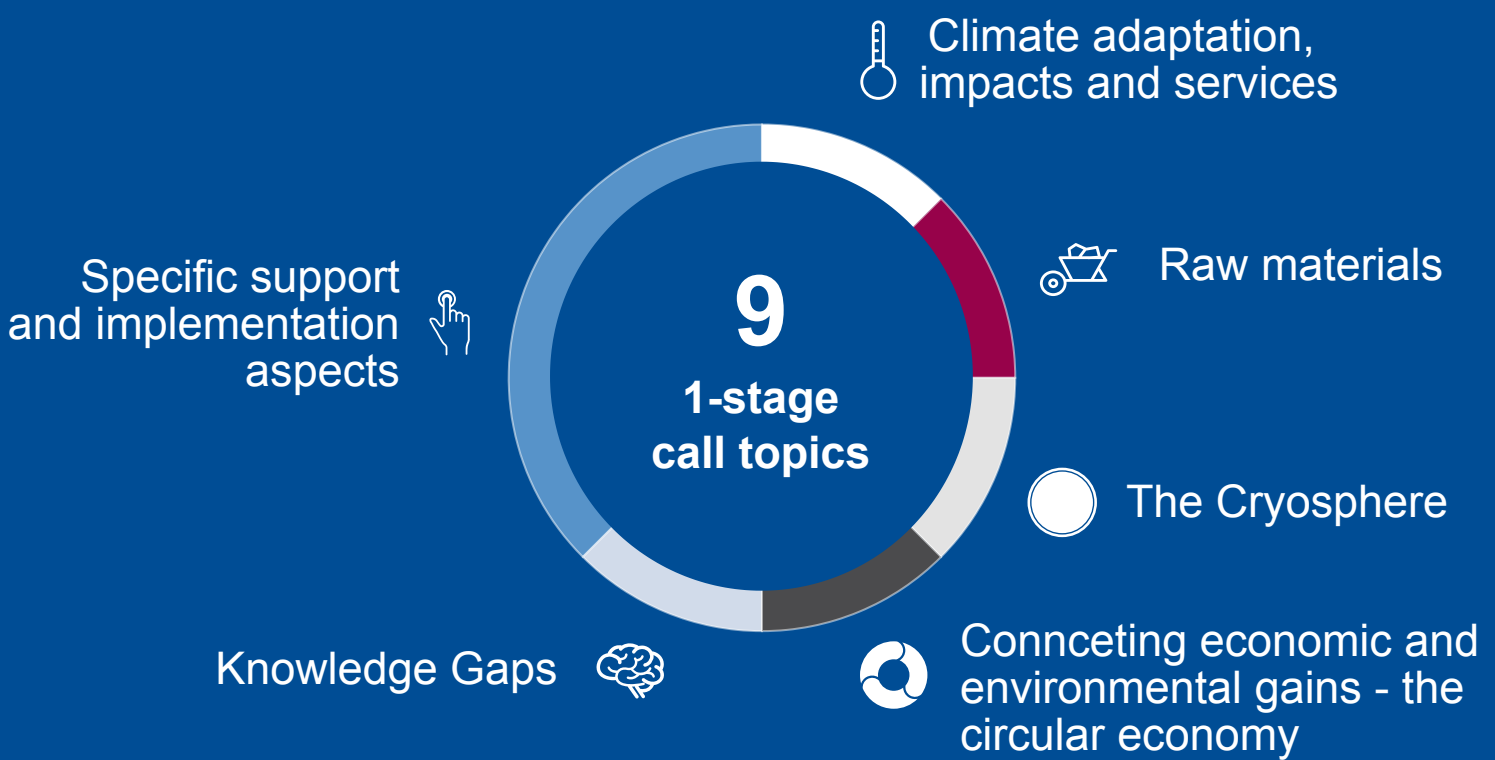 Climate adaptation,
impacts and services
Raw materials
The Cryosphere
Connceting economic and
environmental gains - the
circular economy
Knowledge Gaps
Specific support
and implementation
aspects
9
1-stage
call topics